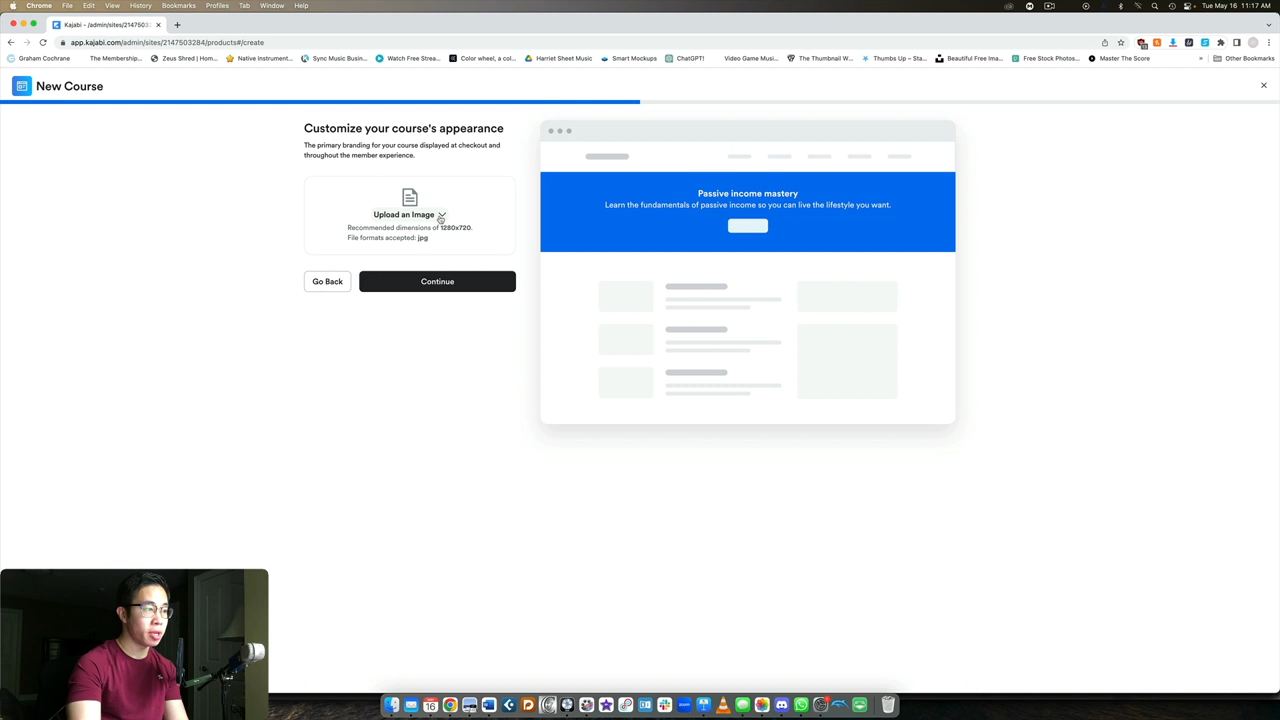 Chrome File Edit View History Bookmarks Profiles Tab Window Help
Tue May 16 11:17 AM
Kajabi - /admin/sites/2147503
app.kajabi.com/admin/sites/2147503284/products#/create
Graham Cochrane The Membership... Zeus Shred | Hom... Native Instrument... Sync Music Busin... Watch Free Strea... Color wheel, a col... Harriet Sheet Music Smart Mockups ChatGPT! Video Game Musi... The Thumbnail W... Thumbs Up – Sta... Beautiful Free Ima... Free Stock Photos... Master The Score » Other Bookmarks
New Course
Customize your course's appearance
The primary branding for your course displayed at checkout and
throughout the member experience.
Upload an Image
Recommended dimensions of 1280x720.
File formats accepted: jpg
Go Back
Continue
Passive income mastery
Learn the fundamentals of passive income so you can live the lifestyle you want.